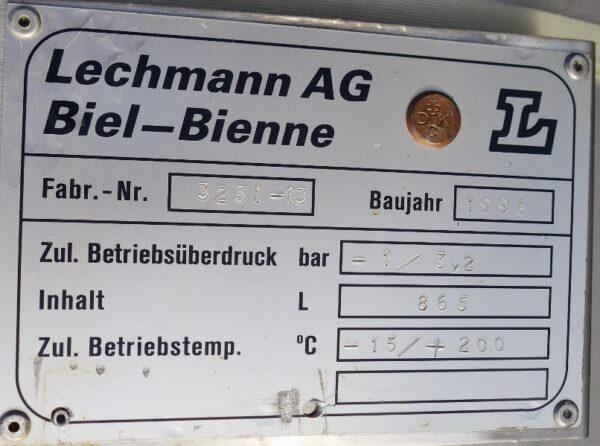 Lechmann AG
Biel-Bienne
D+K
C
L
Fabr.-Nr. 3251-13 Baujahr 1996
Zul. Betriebsüberdruck bar -1/3,2
Inhalt L 865
Zul. Betriebstemp. °C -15/+200